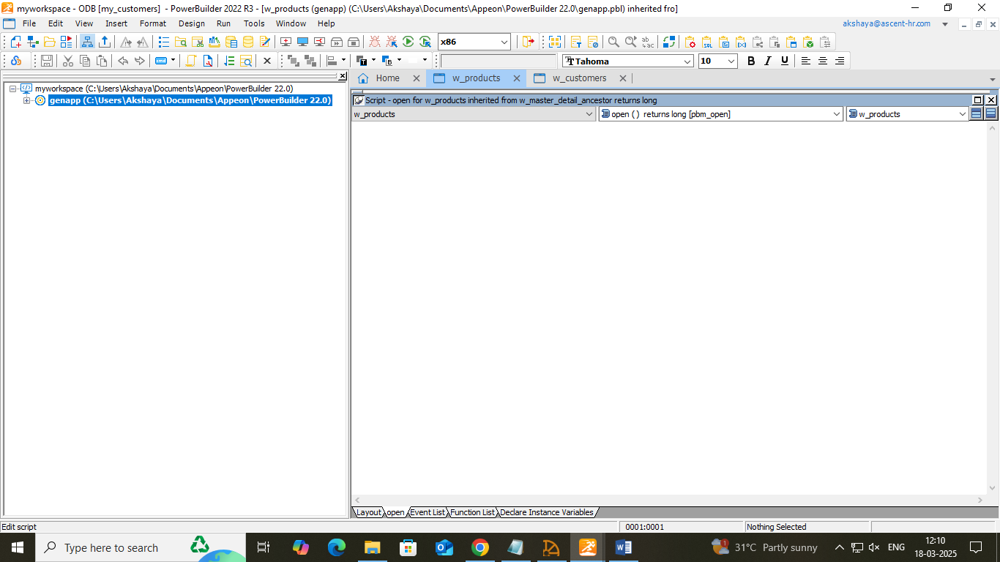 myworkspace - ODB [my_customers]  - PowerBuilder 2022 R3 - [w_products (genapp) (C:\Users\Akshaya\Documents\Appeon\PowerBuilder 22.0\genapp.pbl) inherited fro]
File Edit View Insert Format Design Run Tools Window Help akshaya@ascent-hr.com
x86
Tahoma 10 B I U
Home w_products w_customers
myworkspace (C:\Users\Akshaya\Documents\Appeon\PowerBuilder 22.0)
genapp (C:\Users\Akshaya\Documents\Appeon\PowerBuilder 22.0)
Script - open for w_products inherited from w_master_detail_ancestor returns long
w_products open ( ) returns long [pbm_open] w_products
Layout open Event List Function List Declare Instance Variables
Edit script 0001:0001 Nothing Selected
Type here to search 31°C Partly sunny ENG 12:10
18-03-2025